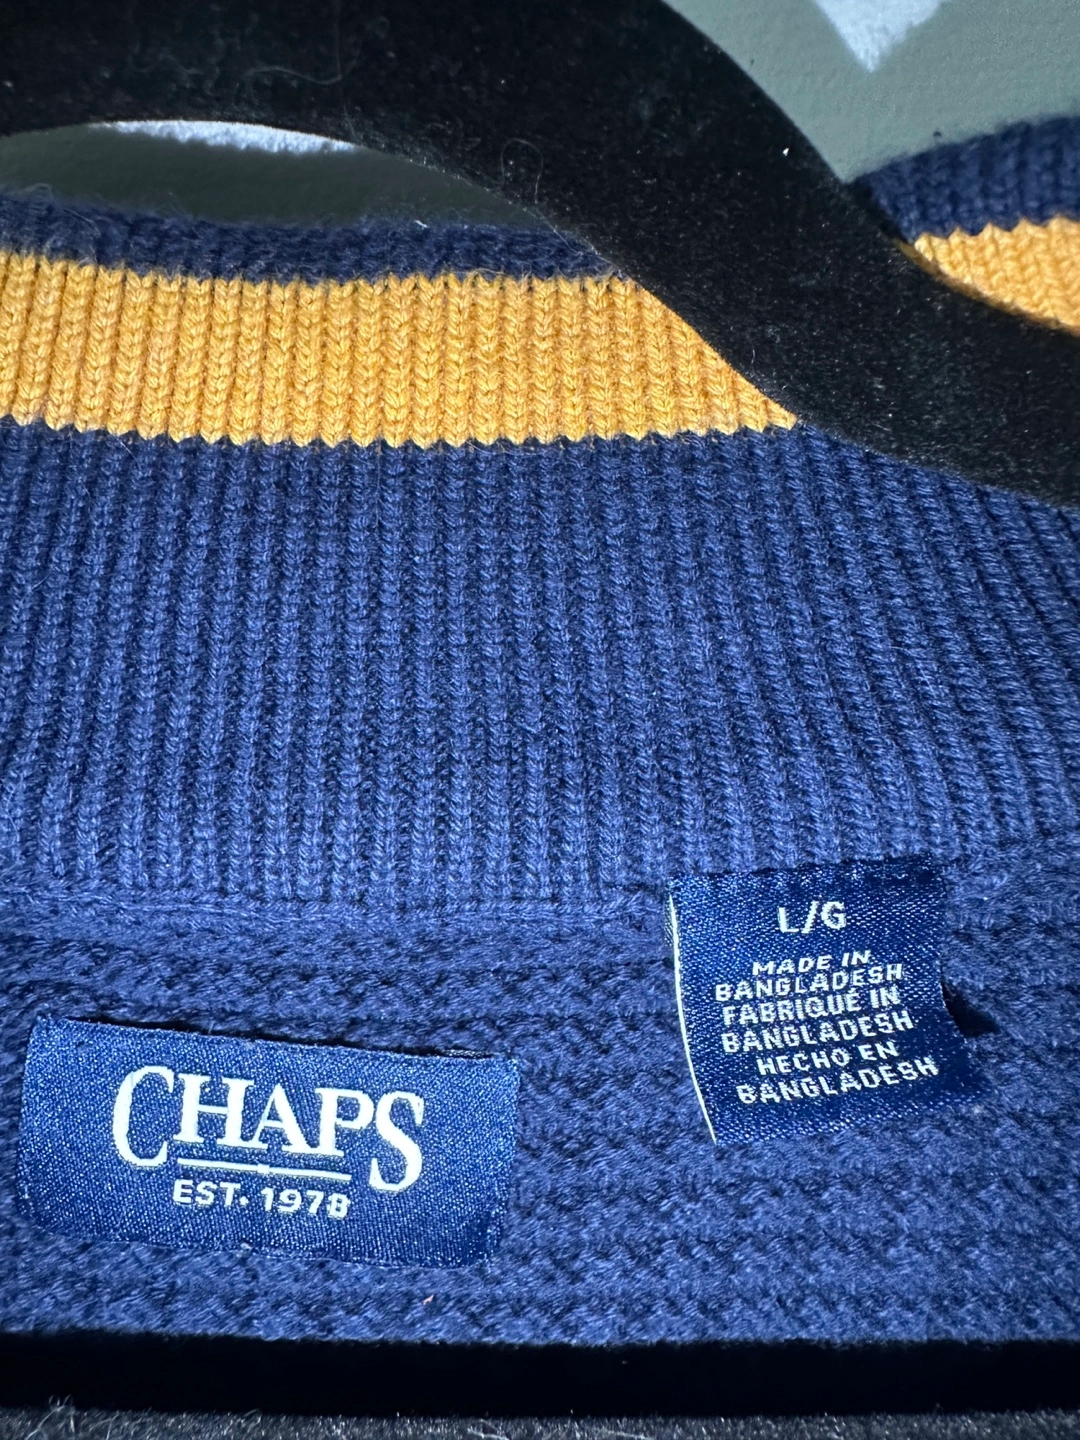 L/G
MADE IN
BANGLADESH
FABRIQUÉ IN
BANGLADESH
HECHO EN
BANGLADESH
CHAPS
EST. 1978